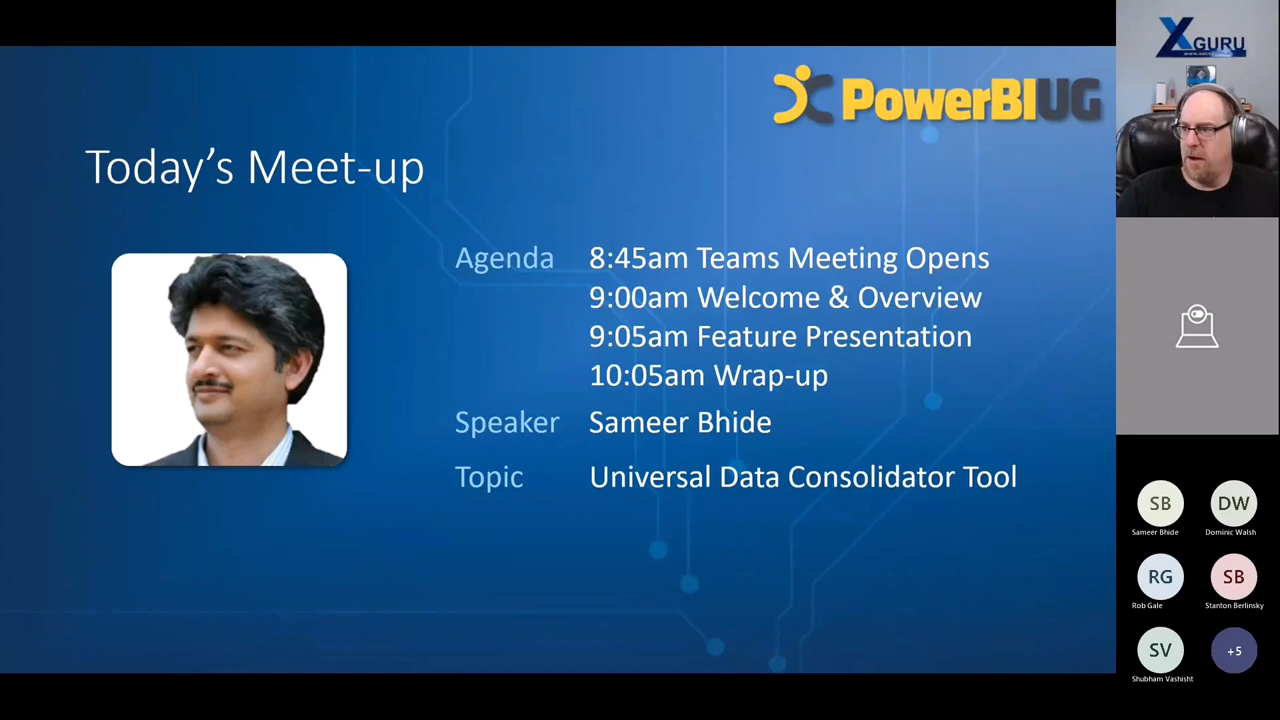 XLGURU
PowerBIUG
Today's Meet-up
Agenda 8:45am Teams Meeting Opens
9:00am Welcome & Overview
9:05am Feature Presentation
10:05am Wrap-up
Speaker Sameer Bhide
Topic Universal Data Consolidator Tool
SB DW
Sameer Bhide Dominic Walsh
RG SB
Rob Gale Stanton Berlinsky
SV +5
Shubham Vashisht